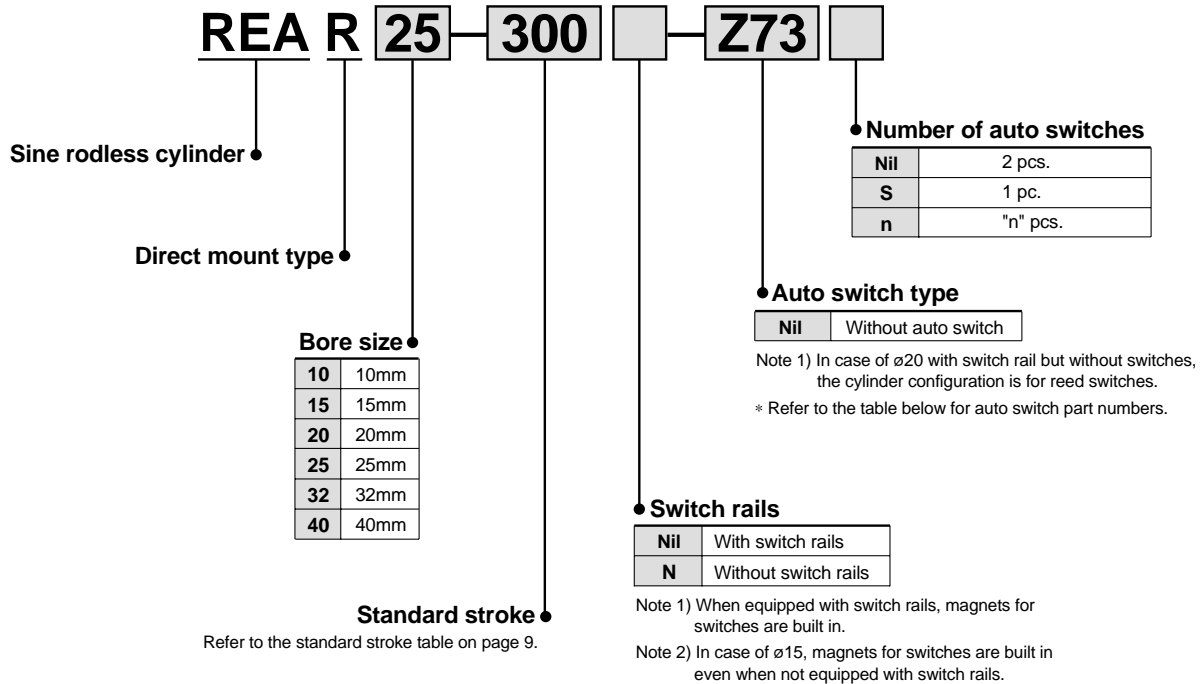 REA R 25 — 300 — Z73
Sine rodless cylinder
Direct mount type
Bore size
10 10mm
15 15mm
20 20mm
25 25mm
32 32mm
40 40mm
Standard stroke
Refer to the standard stroke table on page 9.
Switch rails
Nil With switch rails
N Without switch rails
Note 1) When equipped with switch rails, magnets for
switches are built in.
Note 2) In case of ø15, magnets for switches are built in
even when not equipped with switch rails.
Auto switch type
Nil Without auto switch
Note 1) In case of ø20 with switch rail but without switches,
the cylinder configuration is for reed switches.
∗ Refer to the table below for auto switch part numbers.
Number of auto switches
Nil 2 pcs.
S 1 pc.
n "n" pcs.